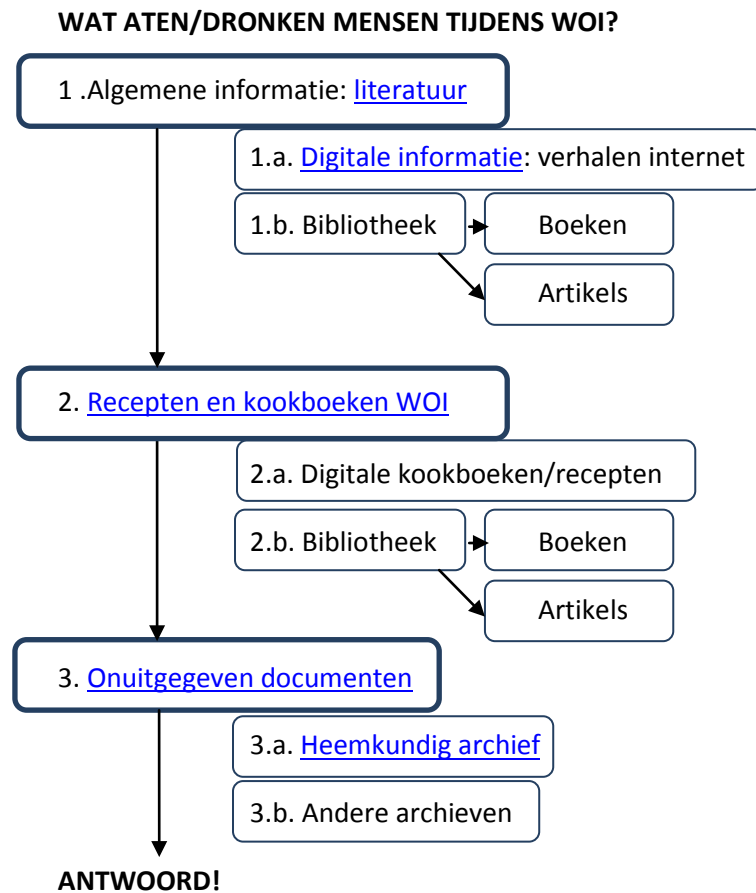 WAT ATEN/DRONKEN MENSEN TIJDENS WOI?
1 .Algemene informatie: literatuur
1.a. Digitale informatie: verhalen internet
1.b. Bibliotheek
Boeken
Artikels
2. Recepten en kookboeken WOI
2.a. Digitale kookboeken/recepten
2.b. Bibliotheek
Boeken
Artikels
3. Onuitgegeven documenten
3.a. Heemkundig archief
3.b. Andere archieven
ANTWOORD!